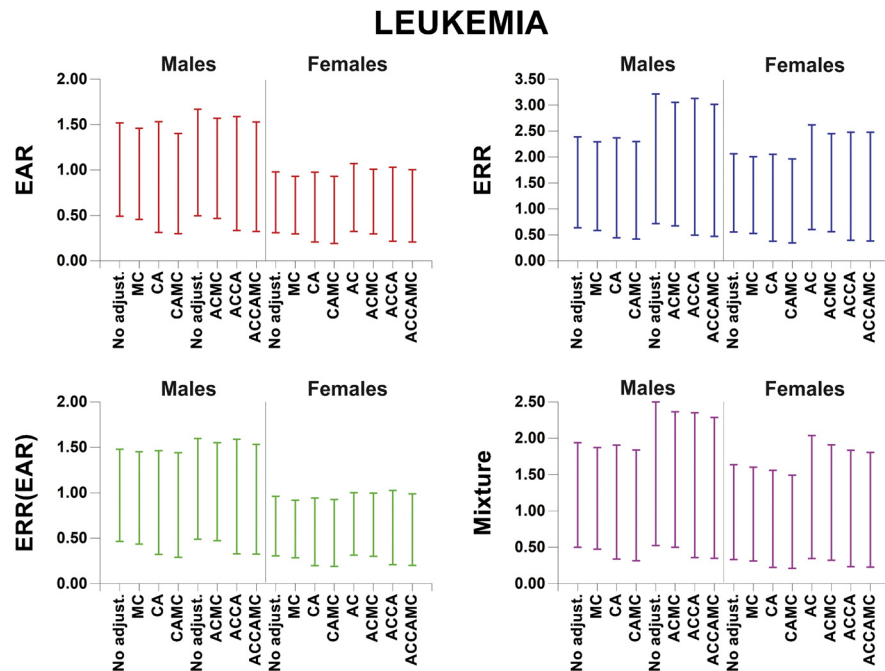 LEUKEMIA
Males Females
EAR
2.00
1.50
1.00
0.50
0.00
No adjust. MC CA CAMC No adjust. ACMC ACCA ACCAMC No adjust. MC CA CAMC AC ACMC ACCA ACCAMC
Males Females
ERR
3.50
3.00
2.50
2.00
1.50
1.00
0.50
0.00
No adjust. MC CA CAMC No adjust. ACMC ACCA ACCAMC No adjust. MC CA CAMC AC ACMC ACCA ACCAMC
Males Females
ERR(EAR)
2.00
1.50
1.00
0.50
0.00
No adjust. MC CA CAMC No adjust. ACMC ACCA ACCAMC No adjust. MC CA CAMC AC ACMC ACCA ACCAMC
Males Females
Mixture
2.50
2.00
1.50
1.00
0.50
0.00
No adjust. MC CA CAMC No adjust. ACMC ACCA ACCAMC No adjust. MC CA CAMC AC ACMC ACCA ACCAMC